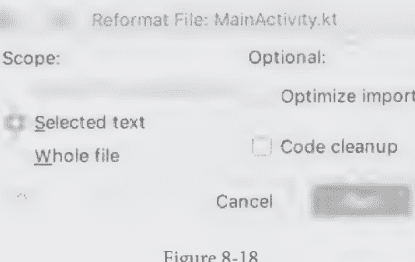 Reformat File: MainActivity.kt
Scope:
Optional:
Optimize import
Selected text
Whole file
Code cleanup
Cancel
Figure 8-18